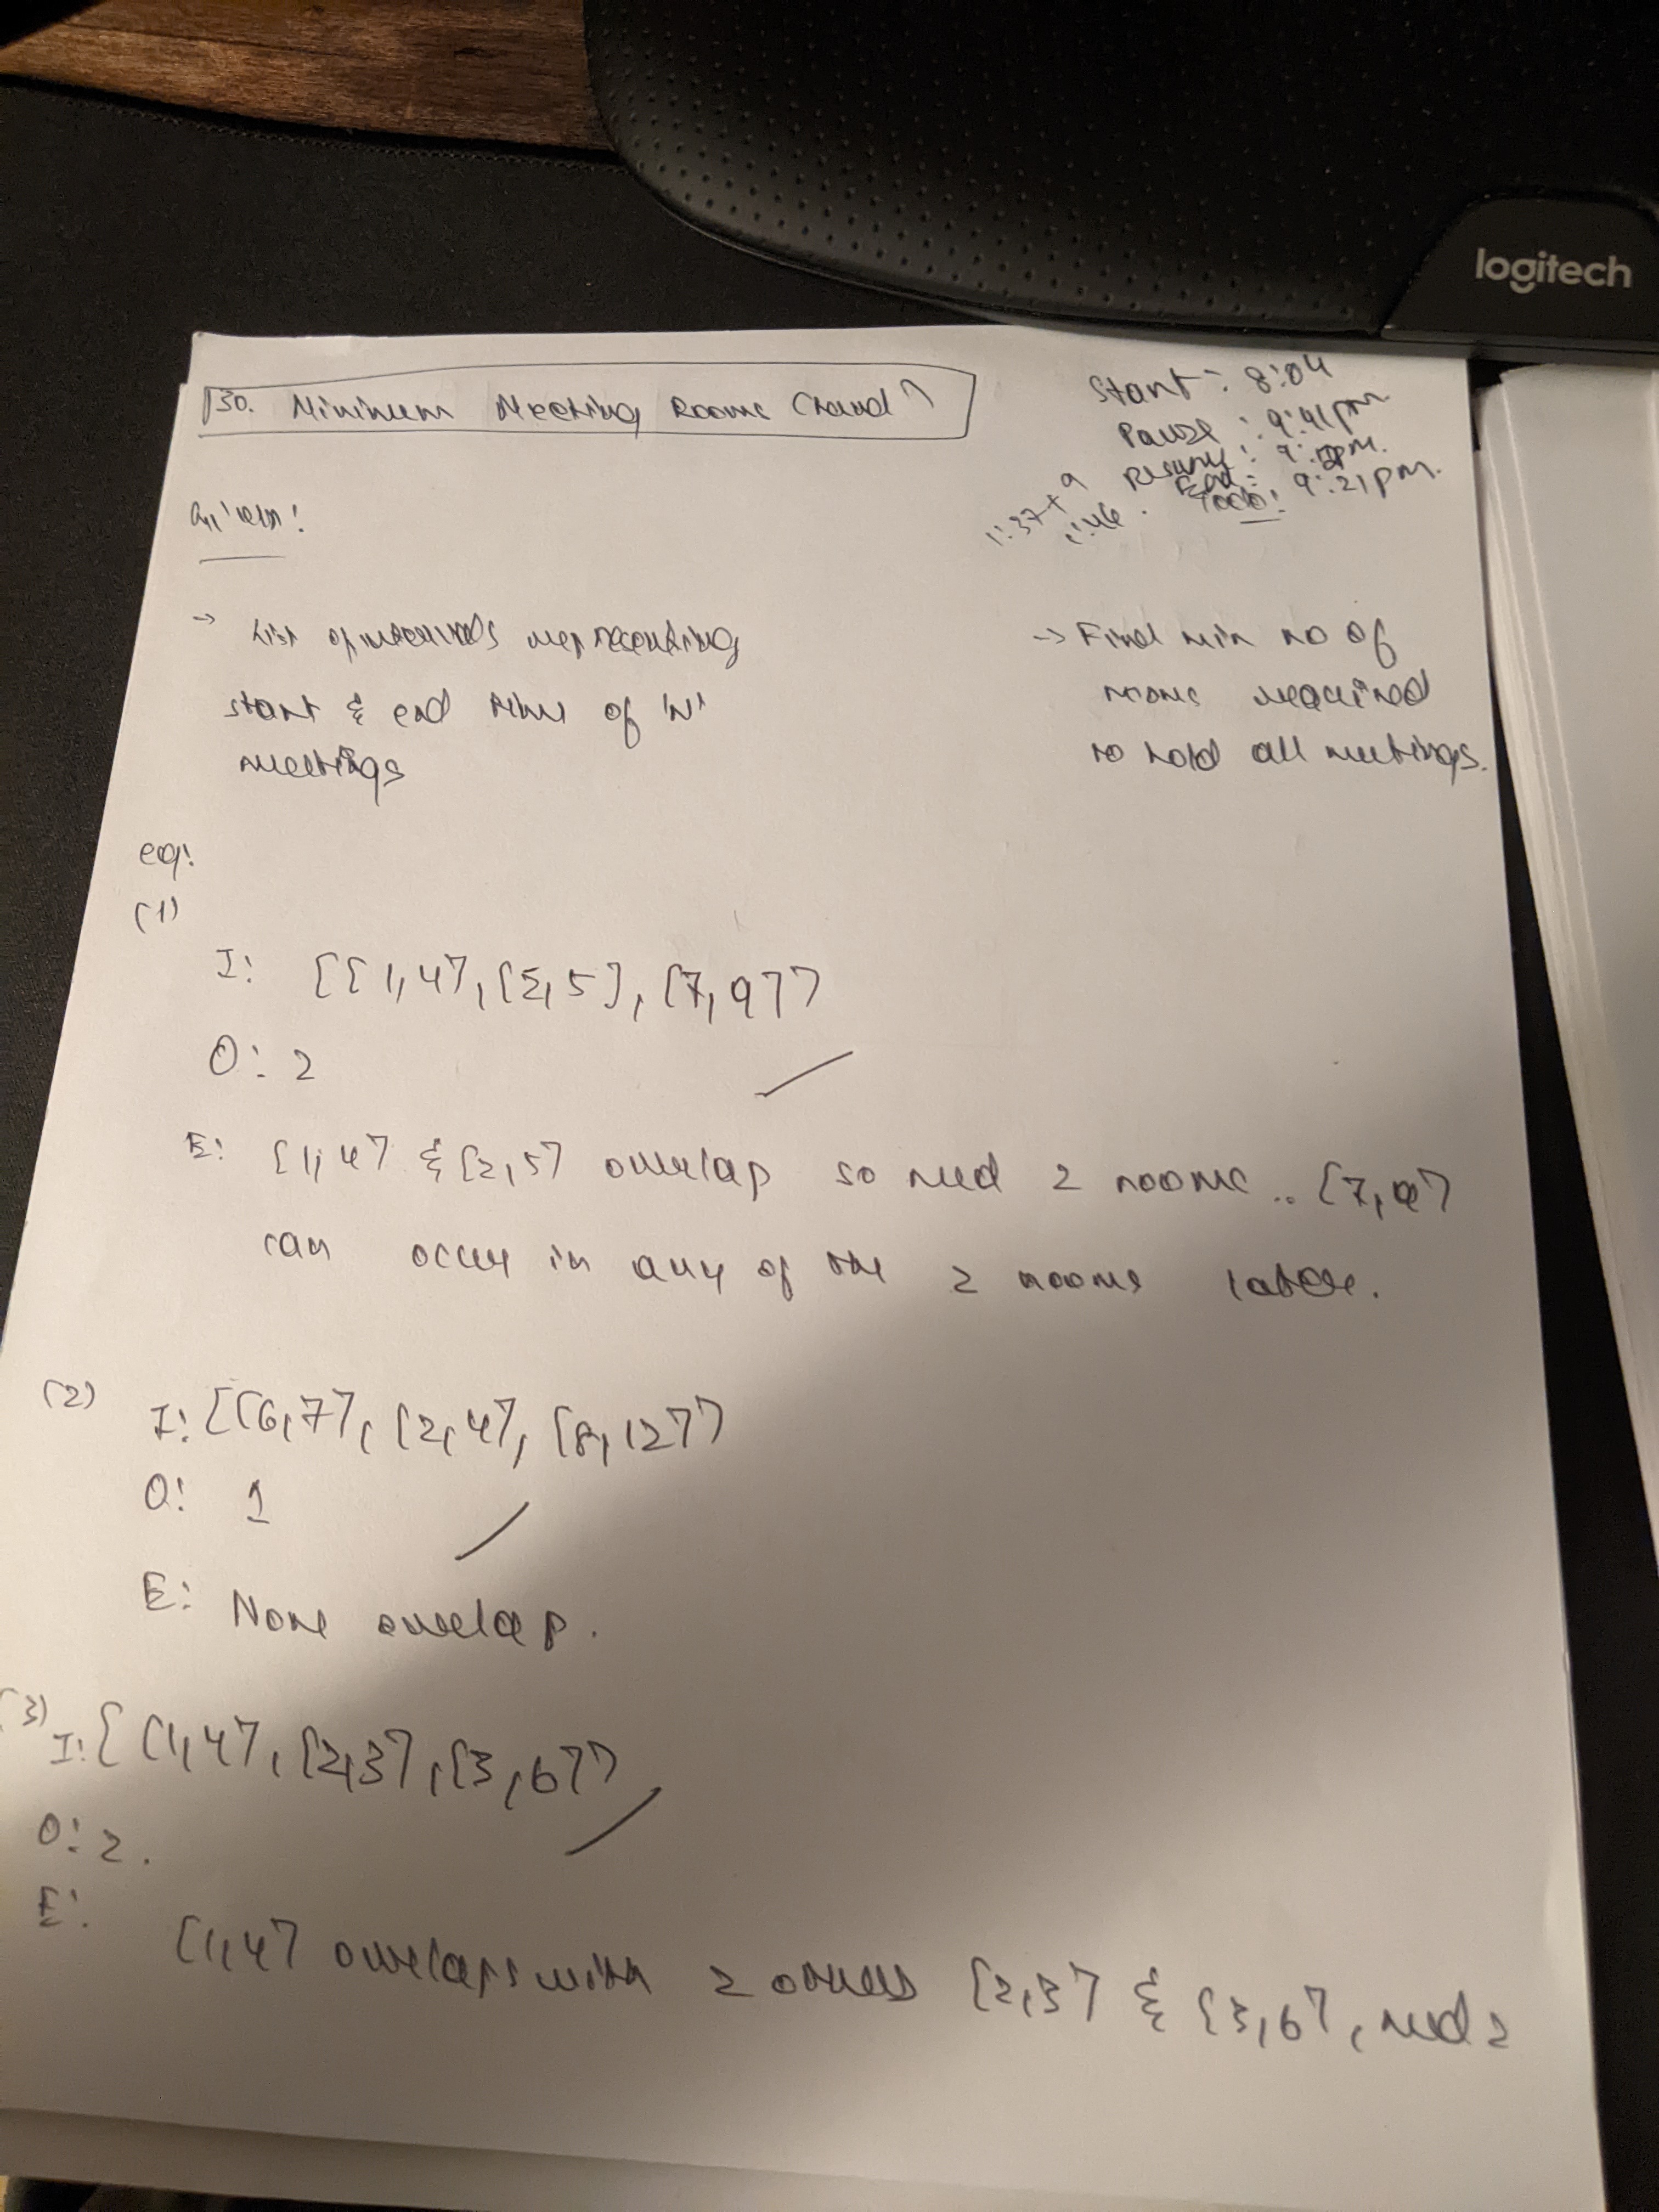 logitech
130. Minimum Meeting Rooms (hard)
Start: 8:04
Pause: 9:41pm
Resume: 9: pm.
End: 9:21pm.
Todo:
1:37+9
Given:
→ List of intervals representing
start & end time of 'N'
meetings
→ Find min no of
rooms required
to hold all meetings.
eg:
(1)
I: [[1,4], [2,5], [7,9]]
O: 2
E: [1,4] & [2,5] overlap so need 2 rooms.. [7,9]
can occur in any of the 2 rooms later.
(2)
I: [[6,7], [2,4], [8,12]]
O: 1
E: None overlap.
(3)
I: [[1,4], [2,3], [3,6]]
O: 2.
E:
[1,4] overlaps with 2 others [2,3] & [3,6], need 2